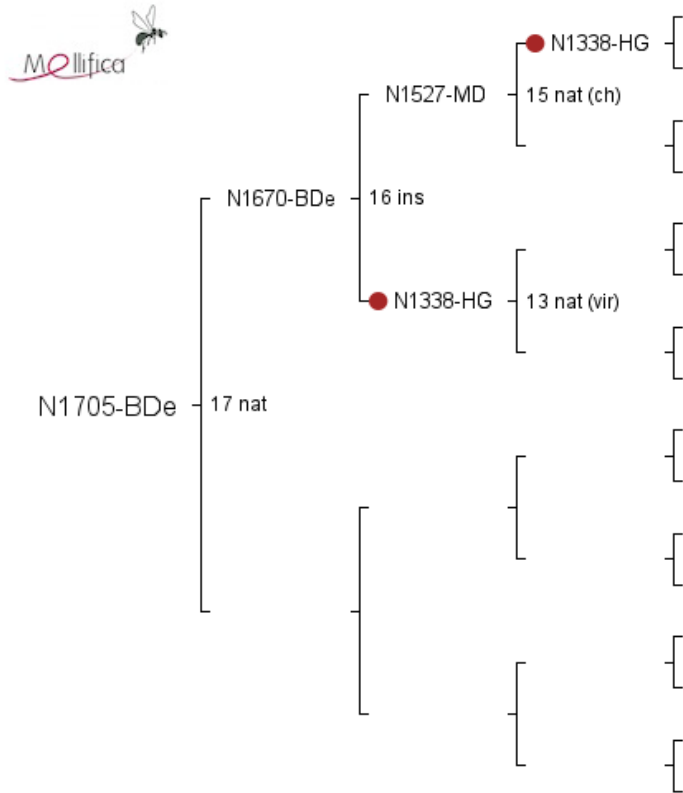 Mellifica
N1338-HG
N1527-MD
15 nat (ch)
N1670-BDe
16 ins
N1338-HG
13 nat (vir)
N1705-BDe
17 nat